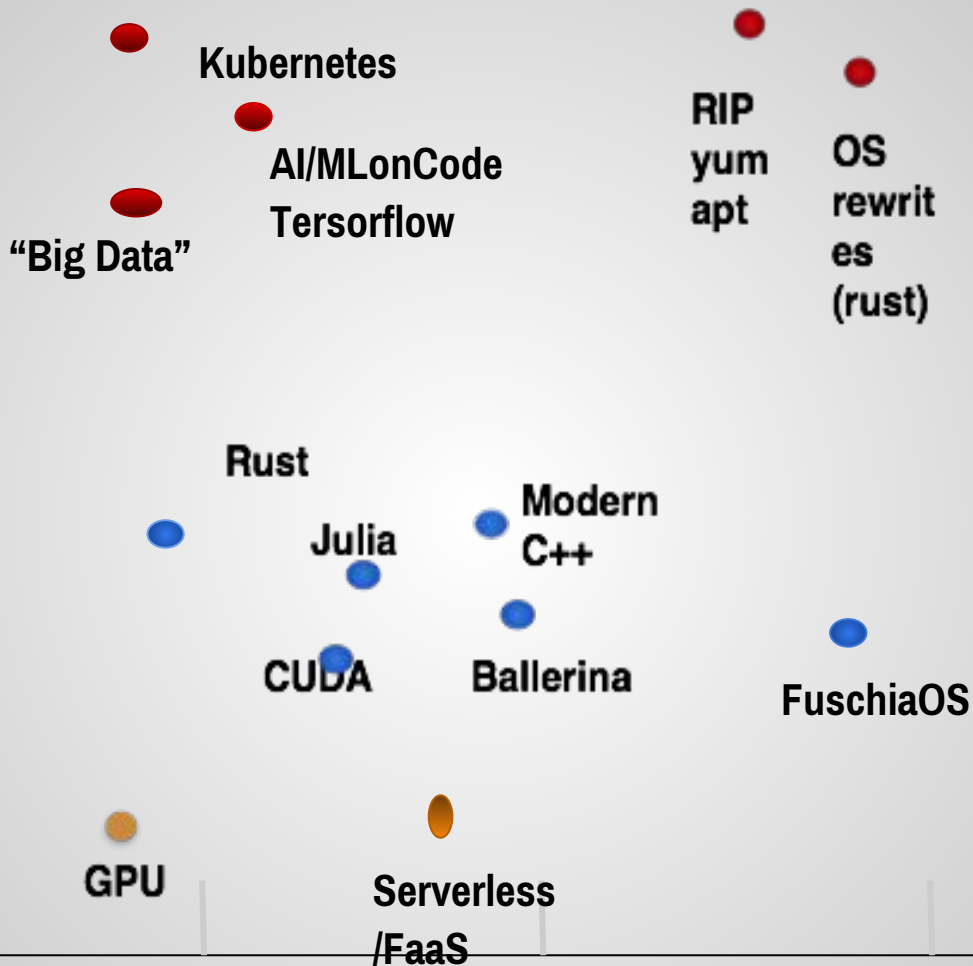 Kubernetes
RIP
yum
apt
OS
rewrit
es
(rust)
AI/MLonCode
Tersorflow
“Big Data”
Rust
Julia
Modern
C++
CUDA
Ballerina
FuschiaOS
GPU
Serverless
/FaaS